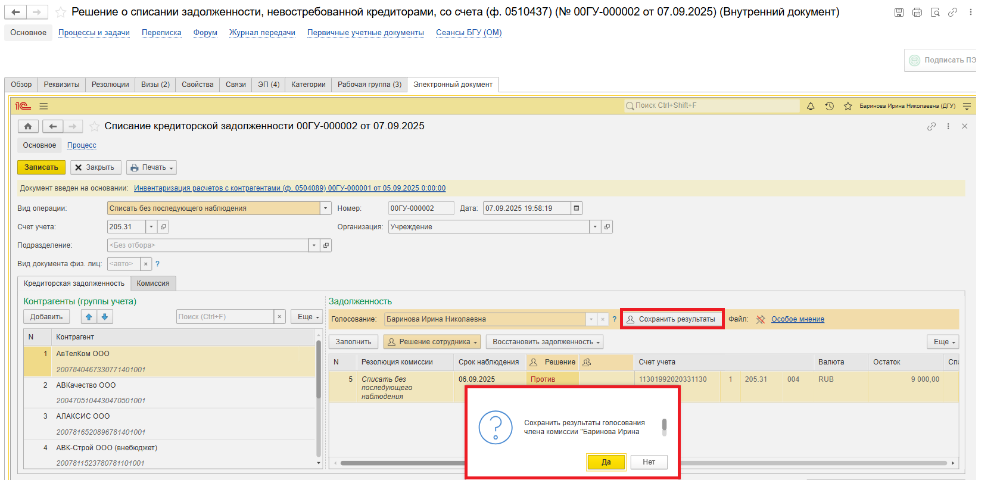 Решение о списании задолженности, невостребованной кредиторами, со счета (ф. 0510437) (№ 00ГУ-000002 от 07.09.2025) (Внутренний документ)
Основное Процессы и задачи Переписка Форум Журнал передачи Первичные учетные документы Сеансы БГУ (ОМ)
Подписать ПЭ
Обзор Реквизиты Резолюции Визы (2) Свойства Связи ЭП (4) Категории Рабочая группа (3) Электронный документ
1С Поиск Ctrl+Shift+F Баринова Ирина Николаевна (ДГУ)
Списание кредиторской задолженности 00ГУ-000002 от 07.09.2025
Основное Процесс
Записать Закрыть Печать
Документ введен на основании: Инвентаризация расчетов с контрагентами (ф. 0504089) 00ГУ-000001 от 05.09.2025 0:00:00
Вид операции: Списать без последующего наблюдения Номер: 00ГУ-000002 Дата: 07.09.2025 19:58:19
Счет учета: 205.31 Организация: Учреждение
Подразделение: <Без отбора>
Вид документа физ. лиц: <авто> ?
Кредиторская задолженность Комиссия
Контрагенты (группы учета) Задолженность
Добавить Поиск (Ctrl+F) × Еще Голосование: Баринова Ирина Николаевна ? Сохранить результаты Файл: Особое мнение
Заполнить Решение сотрудника Восстановить задолженность Еще
N Контрагент
1 АвТелКом ООО
2007840467330771401001
2 АВКачество ООО
2004705104430470501001
3 АЛАКСИС ООО
2007816520896781401001
4 АВК-Строй ООО (внебюджет)
2007811523780781101001
N Резолюция комиссии Срок наблюдения Решение Счет учета Валюта Остаток Спи
5 Списать без 06.09.2025 Против 11301992020331130 1 205.31 004 RUB 9 000,00
последующего
наблюдения
Сохранить результаты голосования
члена комиссии "Баринова Ирина
Да Нет